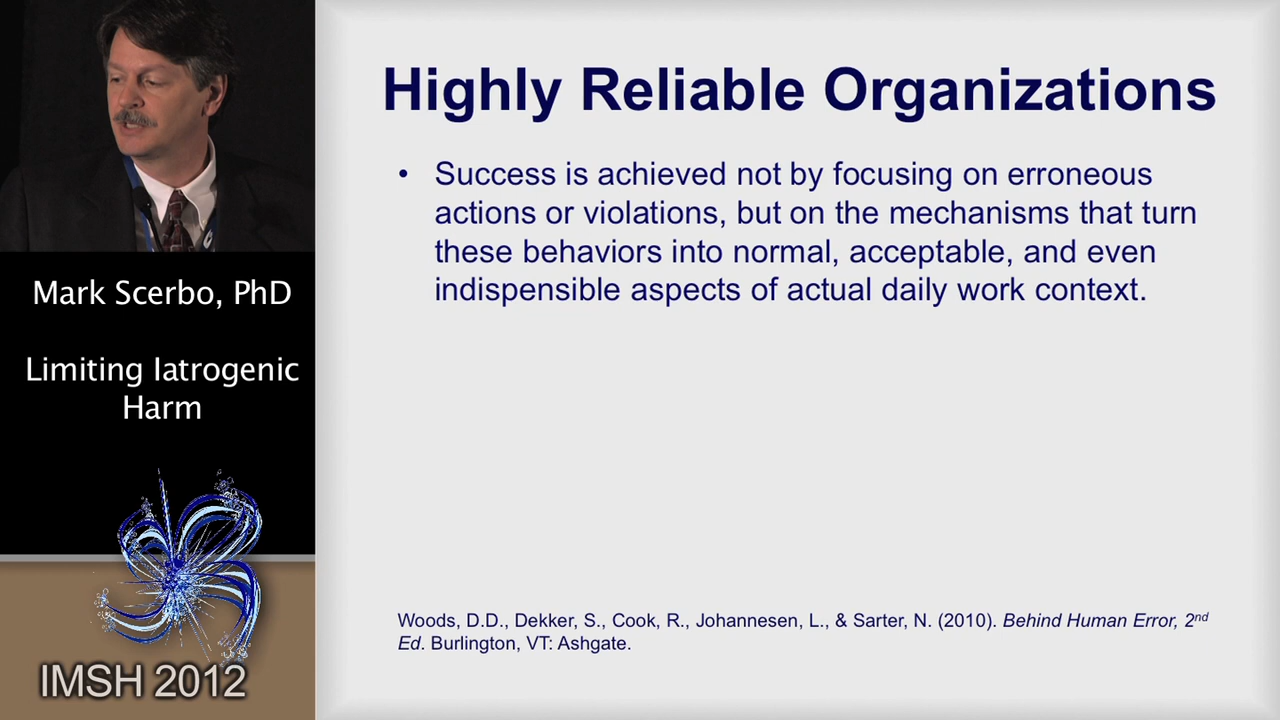 Highly Reliable Organizations
• Success is achieved not by focusing on erroneous
actions or violations, but on the mechanisms that turn
these behaviors into normal, acceptable, and even
indispensible aspects of actual daily work context.
Woods, D.D., Dekker, S., Cook, R., Johannesen, L., & Sarter, N. (2010). Behind Human Error, 2nd
Ed. Burlington, VT: Ashgate.
Mark Scerbo, PhD
Limiting Iatrogenic
Harm
IMSH 2012